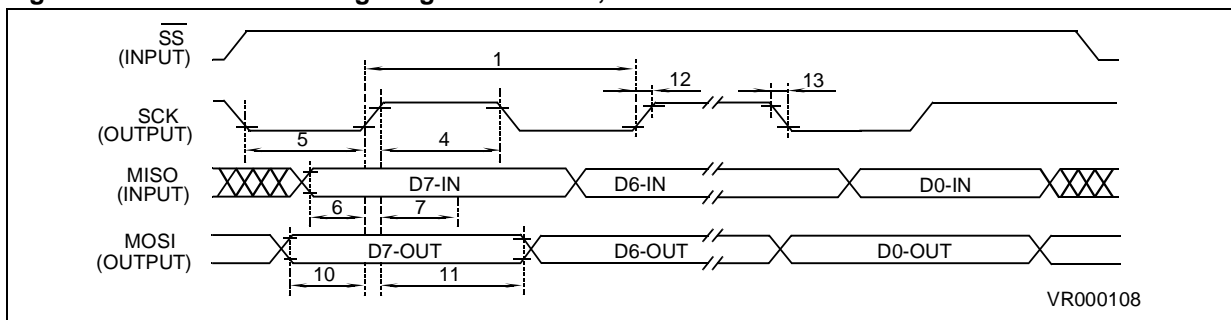 SS
(INPUT)
1
12
13
SCK
(OUTPUT)
5
4
MISO
(INPUT)
D7-IN
D6-IN
D0-IN
6
7
MOSI
(OUTPUT)
D7-OUT
D6-OUT
D0-OUT
10
11
VR000108